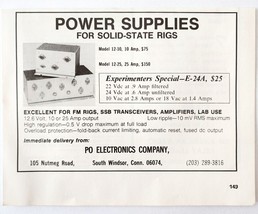 POWER SUPPLIES
FOR SOLID-STATE RIGS
Model 12-10, 10 Amp, $75
Model 12-25, 25 Amp, $150
Experimenters Special—E-24A, $25
22 Vdc at .9 Amp filtered
24 Vdc at .6 Amp unfiltered
80 Vac at 2.8 Amps or 18 Vac at 1.4 Amps
EXCELLENT FOR FM RIGS, SSB TRANSCEIVERS, AMPLIFIERS, LAB USE
12.6 Volt, 10 or 25 Amp output Low ripple—10 mV RMS maximum
High regulation—0.5 V drop maximum at full load
Overload protection—fold-back current limiting, automatic reset, fused dc output
Immediate delivery from:
PO ELECTRONICS COMPANY,
105 Nutmeg Road, South Windsor, Conn. 06074, (203) 289-3816
149